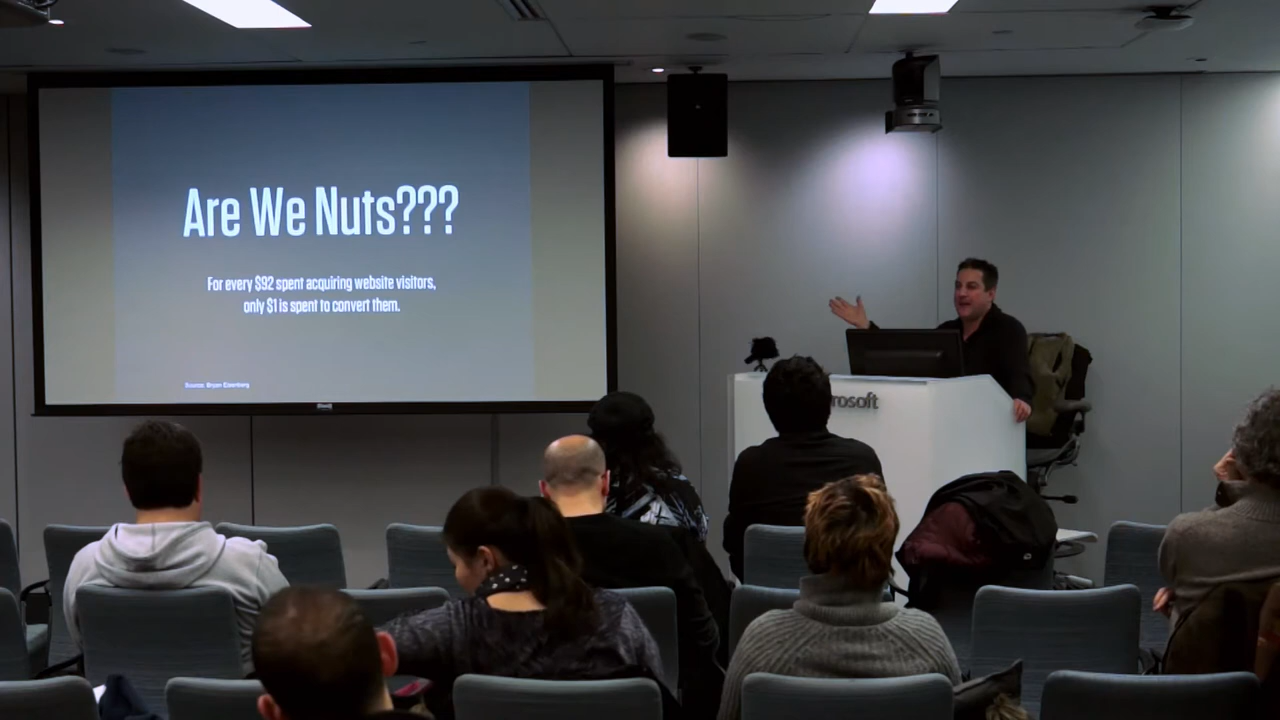 Are We Nuts???
For every $92 spent acquiring website visitors,
only $1 is spent to convert them.
Source: Bryan Eisenberg
rosoft